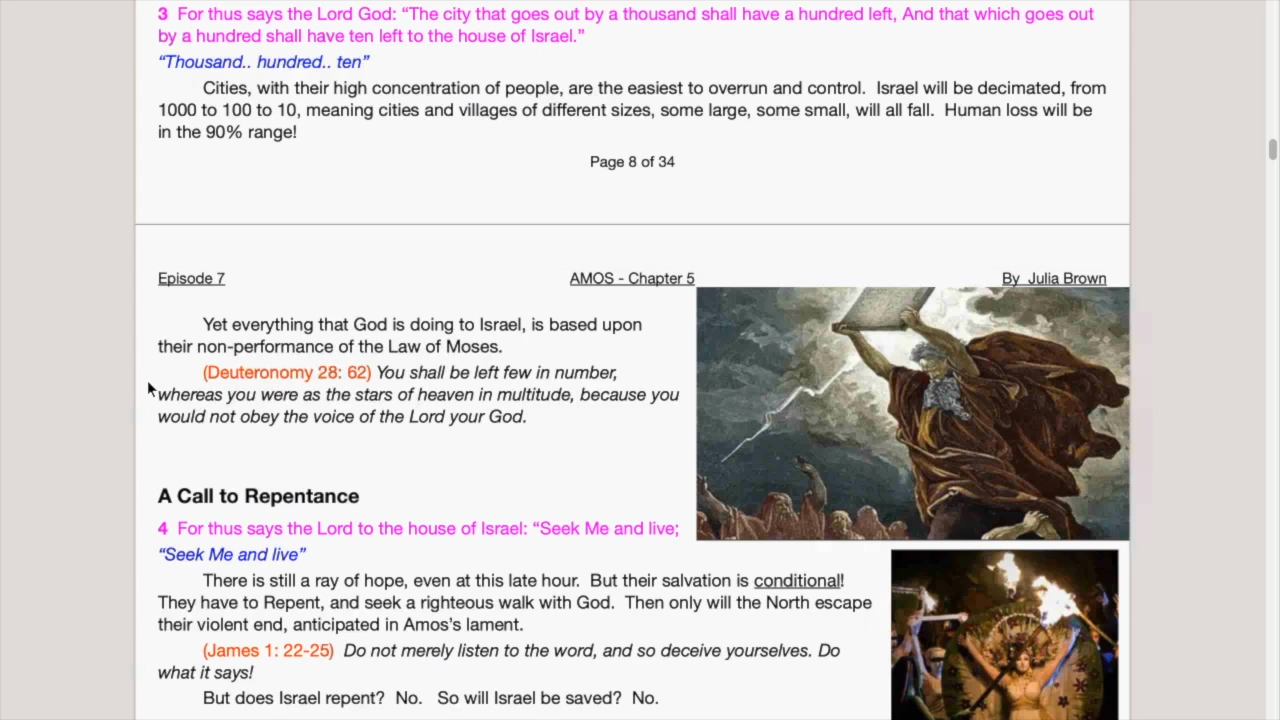 3 For thus says the Lord God: “The city that goes out by a thousand shall have a hundred left, And that which goes out
by a hundred shall have ten left to the house of Israel.”
“Thousand.. hundred.. ten”
Cities, with their high concentration of people, are the easiest to overrun and control. Israel will be decimated, from
1000 to 100 to 10, meaning cities and villages of different sizes, some large, some small, will all fall. Human loss will be
in the 90% range!
Page 8 of 34
Episode 7 AMOS - Chapter 5 By Julia Brown
Yet everything that God is doing to Israel, is based upon
their non-performance of the Law of Moses.
(Deuteronomy 28: 62) You shall be left few in number,
whereas you were as the stars of heaven in multitude, because you
would not obey the voice of the Lord your God.
A Call to Repentance
4 For thus says the Lord to the house of Israel: “Seek Me and live;
“Seek Me and live”
There is still a ray of hope, even at this late hour. But their salvation is conditional!
They have to Repent, and seek a righteous walk with God. Then only will the North escape
their violent end, anticipated in Amos’s lament.
(James 1: 22-25) Do not merely listen to the word, and so deceive yourselves. Do
what it says!
But does Israel repent? No. So will Israel be saved? No.